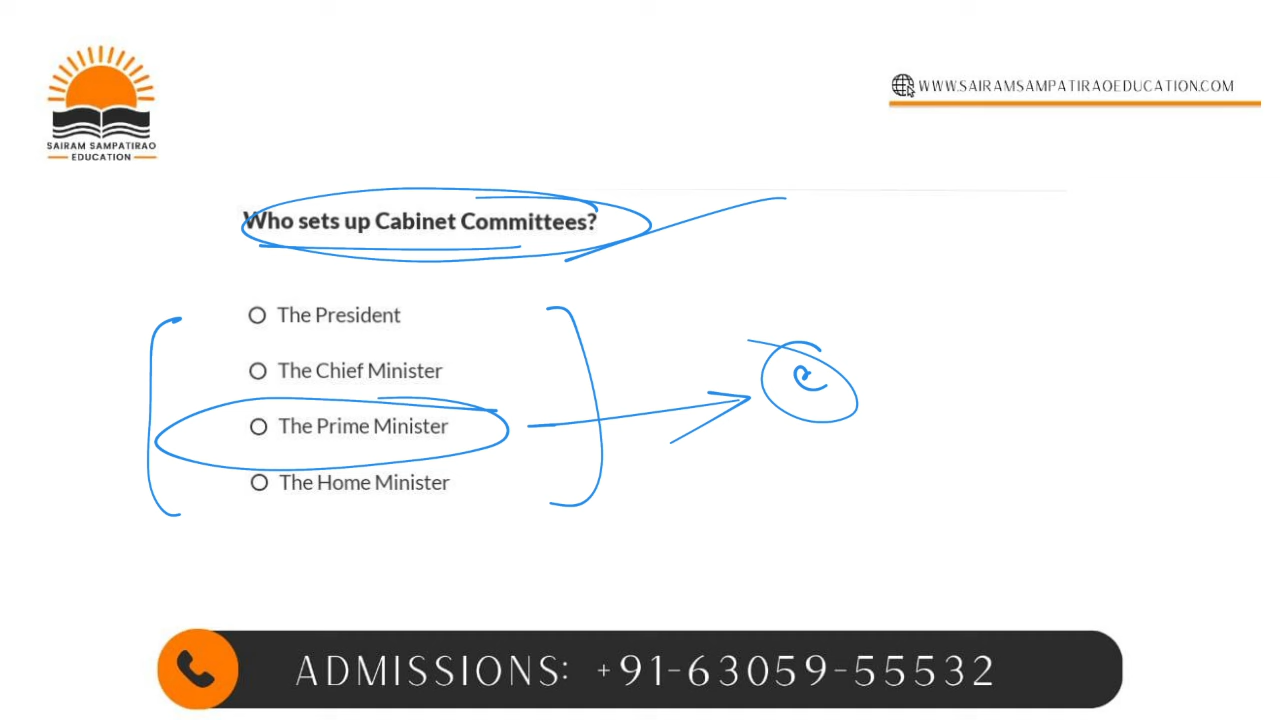 SAIRAM SAMPATIRAO
EDUCATION
WWW.SAIRAMSAMPATIRAOEDUCATION.COM
Who sets up Cabinet Committees?
The President
The Chief Minister
The Prime Minister
The Home Minister
ADMISSIONS: +91-63059-55532